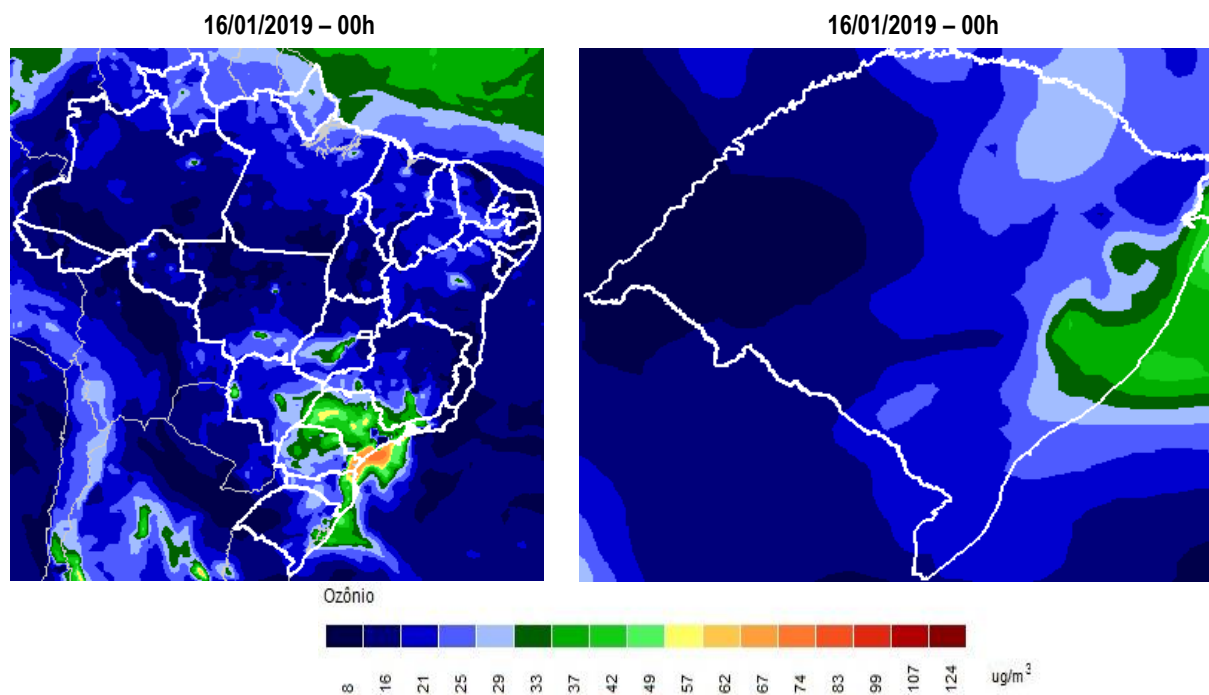 16/01/2019 – 00h
16/01/2019 – 00h
Ozônio
8 16 21 25 29 33 37 42 49 57 62 67 74 83 99 107 124 ug/m³